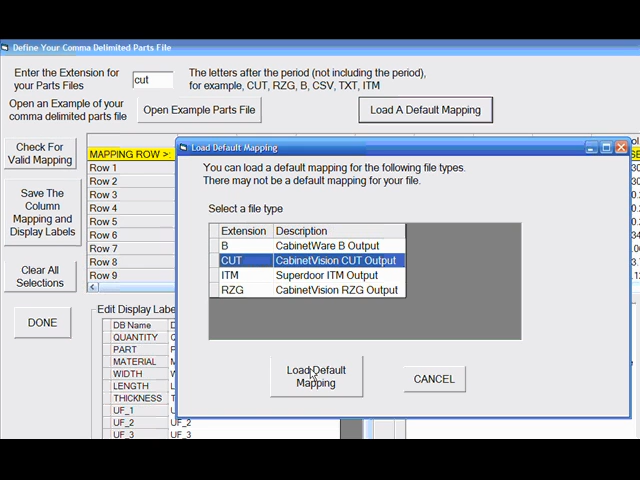 Define Your Comma Delimited Parts File
Enter the Extension for
your Parts Files
cut
The letters after the period (not including the period),
for example, CUT, RZG, B, CSV, TXT, ITM
Open an Example of your
comma delimited parts file
Open Example Parts File
Load A Default Mapping
Check For
Valid Mapping
Save The
Column
Mapping and
Display Labels
Clear All
Selections
DONE
MAPPING ROW >:
Row 1
Row 2
Row 3
Row 4
Row 5
Row 6
Row 7
Row 8
Row 9
Load Default Mapping
You can load a default mapping for the following file types.
There may not be a default mapping for your file.
Select a file type
Extension Description
B CabinetWare B Output
CUT CabinetVision CUT Output
ITM Superdoor ITM Output
RZG CabinetVision RZG Output
Load Default
Mapping
CANCEL
Edit Display Labe
DB Name D
QUANTITY
PART
MATERIAL
WIDTH
LENGTH
THICKNESS
UF_1 UF_1
UF_2 UF_2
UF_3 UF_3